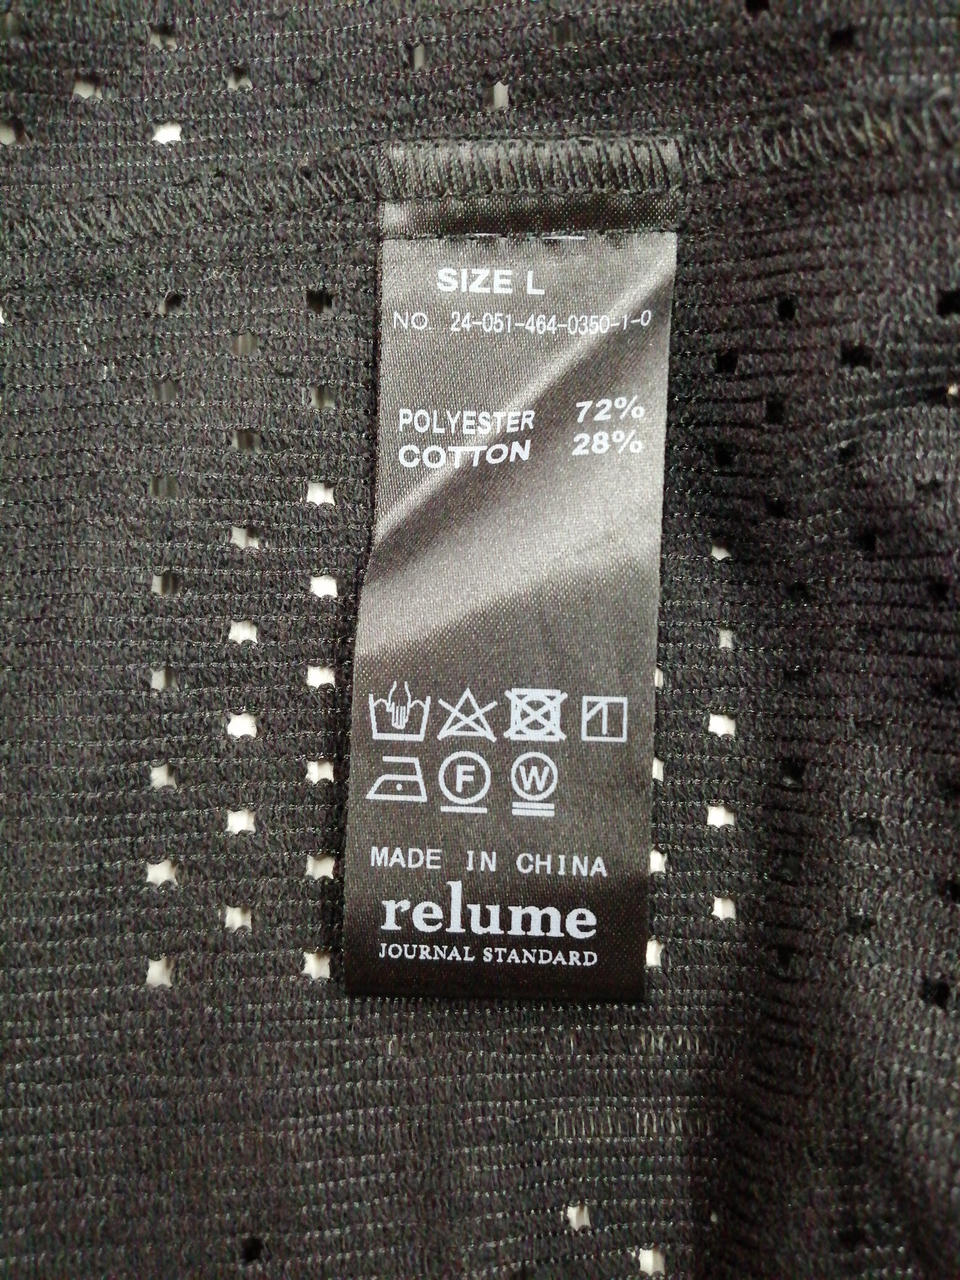 SIZE L
NO 24-051-464-0350-1-0
POLYESTER 72%
COTTON 28%
F W
MADE IN CHINA
relume
JOURNAL STANDARD